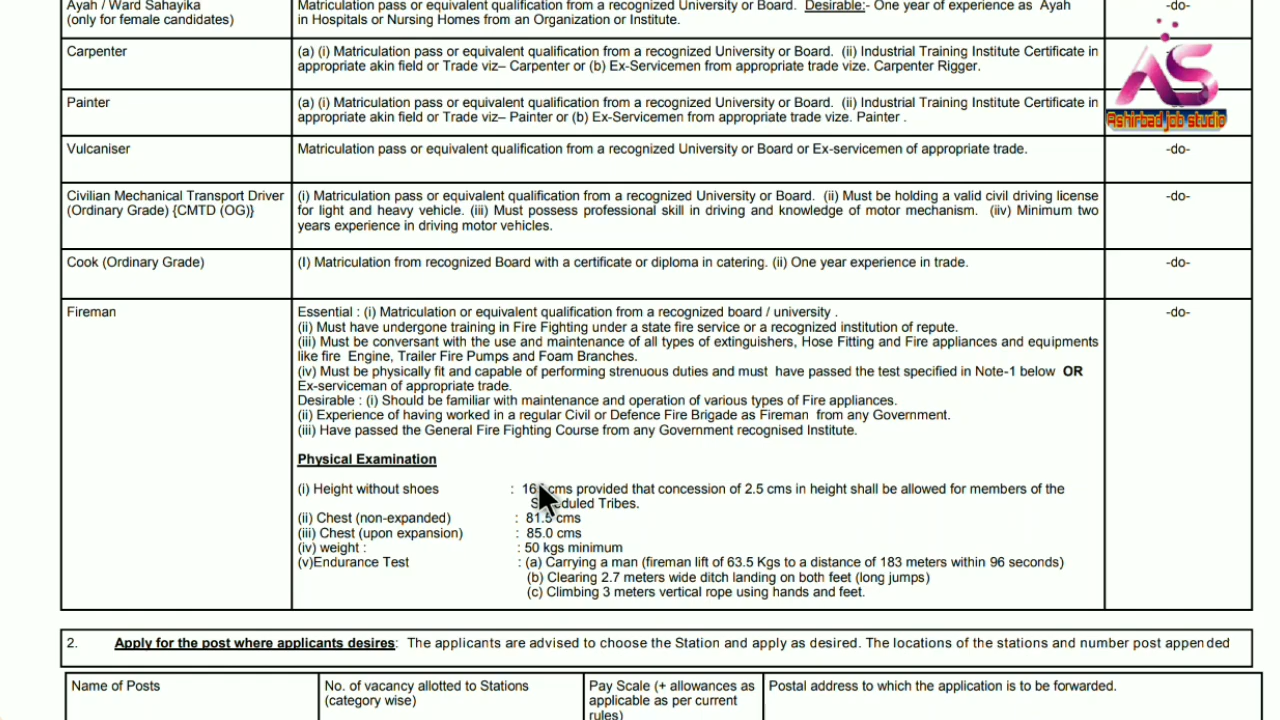 Ayah / Ward Sahayika
(only for female candidates)
Matriculation pass or equivalent qualification from a recognized University or Board. Desirable:- One year of experience as Ayah
in Hospitals or Nursing Homes from an Organization or Institute.
-do-
Carpenter
(a) (i) Matriculation pass or equivalent qualification from a recognized University or Board. (ii) Industrial Training Institute Certificate in
appropriate akin field or Trade viz– Carpenter or (b) Ex-Servicemen from appropriate trade vize. Carpenter Rigger.
AS
Ashirbad job studio
Painter
(a) (i) Matriculation pass or equivalent qualification from a recognized University or Board. (ii) Industrial Training Institute Certificate in
appropriate akin field or Trade viz– Painter or (b) Ex-Servicemen from appropriate trade vize. Painter .
Vulcaniser
Matriculation pass or equivalent qualification from a recognized University or Board or Ex-servicemen of appropriate trade.
-do-
Civilian Mechanical Transport Driver
(Ordinary Grade) {CMTD (OG)}
(i) Matriculation pass or equivalent qualification from a recognized University or Board. (ii) Must be holding a valid civil driving license
for light and heavy vehicle. (iii) Must possess professional skill in driving and knowledge of motor mechanism. (iiv) Minimum two
years experience in driving motor vehicles.
-do-
Cook (Ordinary Grade)
(I) Matriculation from recognized Board with a certificate or diploma in catering. (ii) One year experience in trade.
-do-
Fireman
Essential : (i) Matriculation or equivalent qualification from a recognized board / university .
(ii) Must have undergone training in Fire Fighting under a state fire service or a recognized institution of repute.
(iii) Must be conversant with the use and maintenance of all types of extinguishers, Hose Fitting and Fire appliances and equipments
like fire Engine, Trailer Fire Pumps and Foam Branches.
(iv) Must be physically fit and capable of performing strenuous duties and must have passed the test specified in Note-1 below OR
Ex-serviceman of appropriate trade.
Desirable : (i) Should be familiar with maintenance and operation of various types of Fire appliances.
(ii) Experience of having worked in a regular Civil or Defence Fire Brigade as Fireman from any Government.
(iii) Have passed the General Fire Fighting Course from any Government recognised Institute.
-do-
Physical Examination
(i) Height without shoes : cms provided that concession of 2.5 cms in height shall be allowed for members of the
Tribes.
(ii) Chest (non-expanded) : 81.5 cms
(iii) Chest (upon expansion) : 85.0 cms
(iv) weight : : 50 kgs minimum
(v)Endurance Test : (a) Carrying a man (fireman lift of 63.5 Kgs to a distance of 183 meters within 96 seconds)
(b) Clearing 2.7 meters wide ditch landing on both feet (long jumps)
(c) Climbing 3 meters vertical rope using hands and feet.
2. Apply for the post where applicants desires: The applicants are advised to choose the Station and apply as desired. The locations of the stations and number post appended
Name of Posts
No. of vacancy allotted to Stations
(category wise)
Pay Scale (+ allowances as
applicable as per current
rules)
Postal address to which the application is to be forwarded.